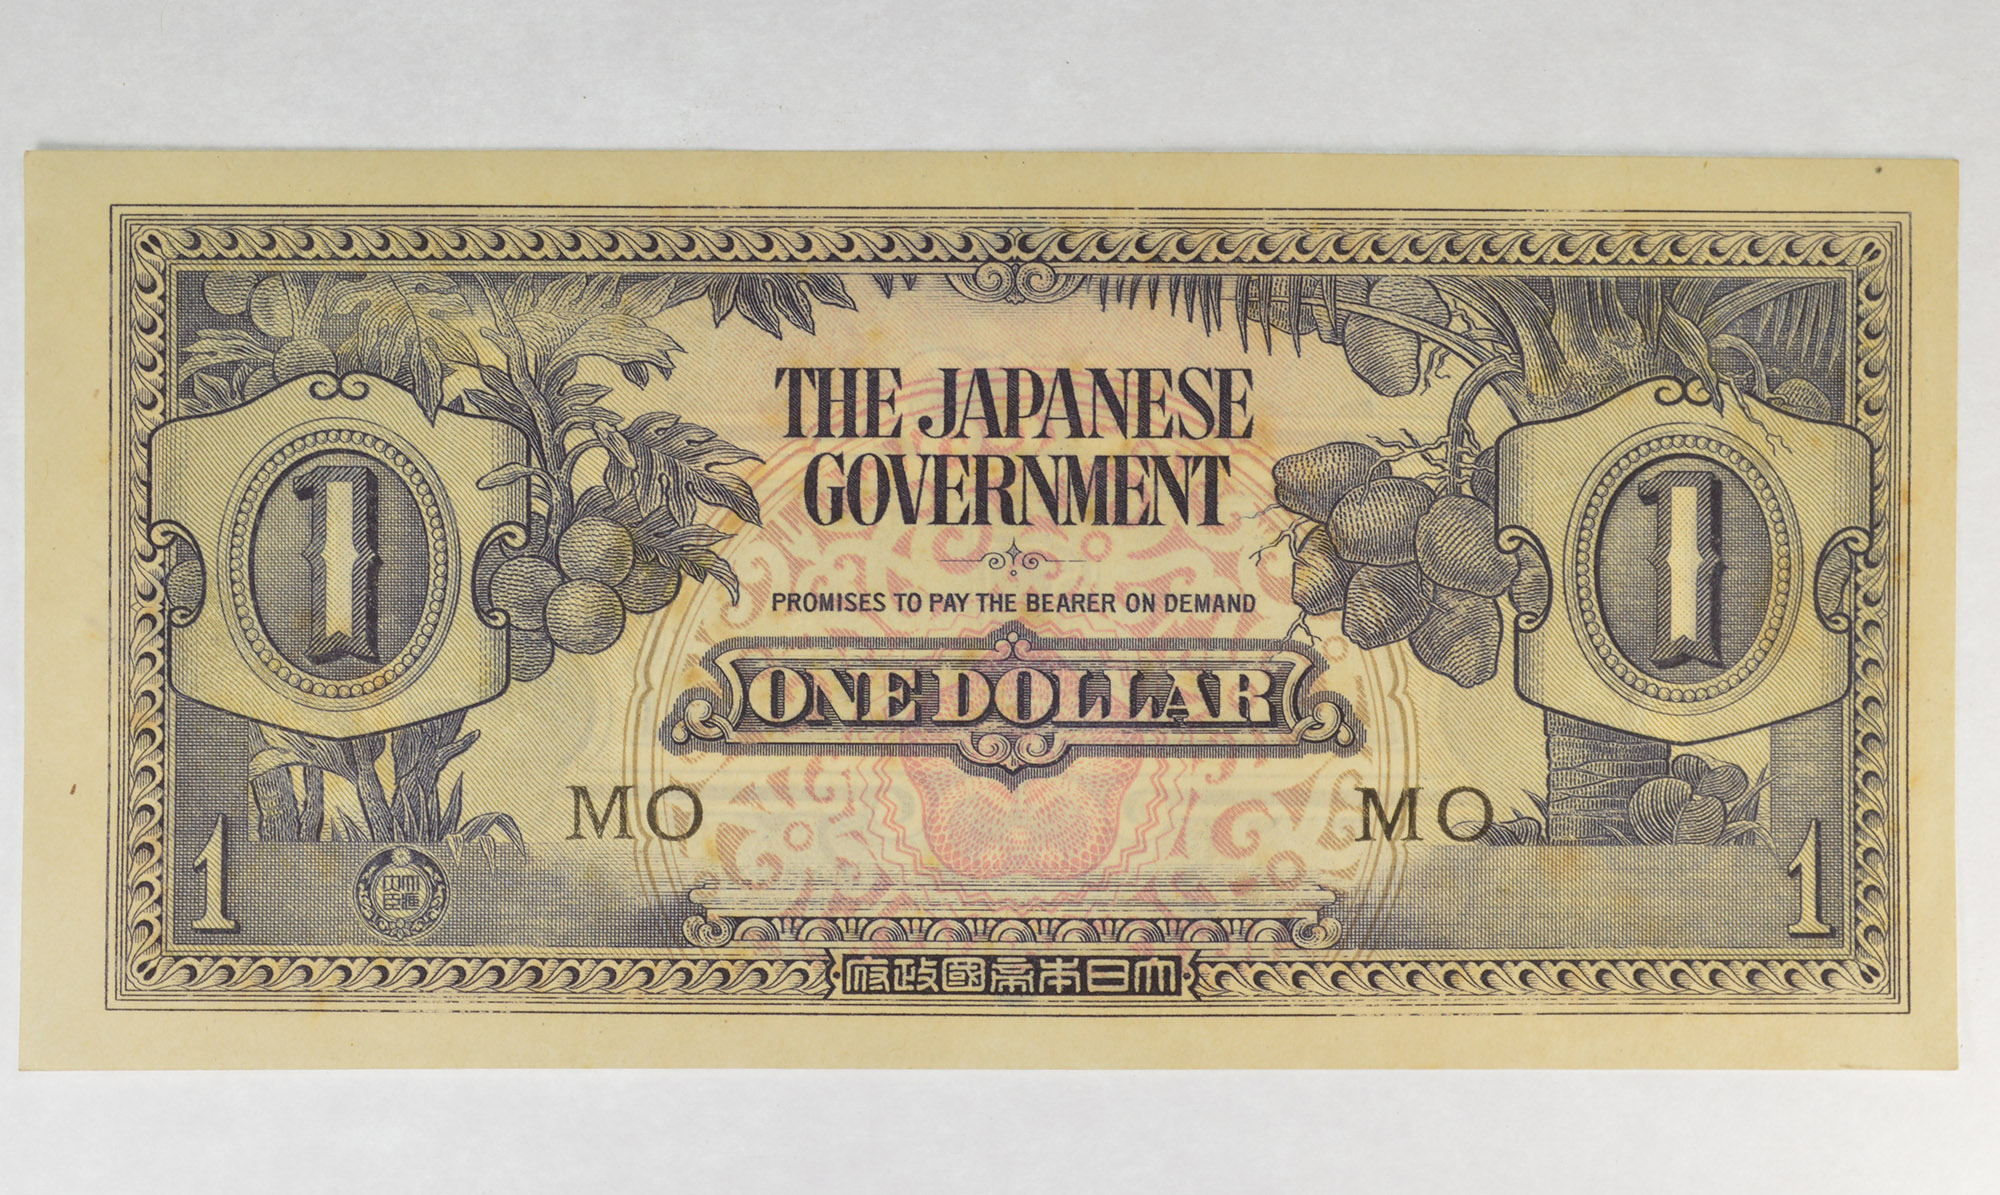 THE JAPANESE
GOVERNMENT
PROMISES TO PAY THE BEARER ON DEMAND
ONE DOLLAR
1 1
MO MO
1 1
府政國帝本日大